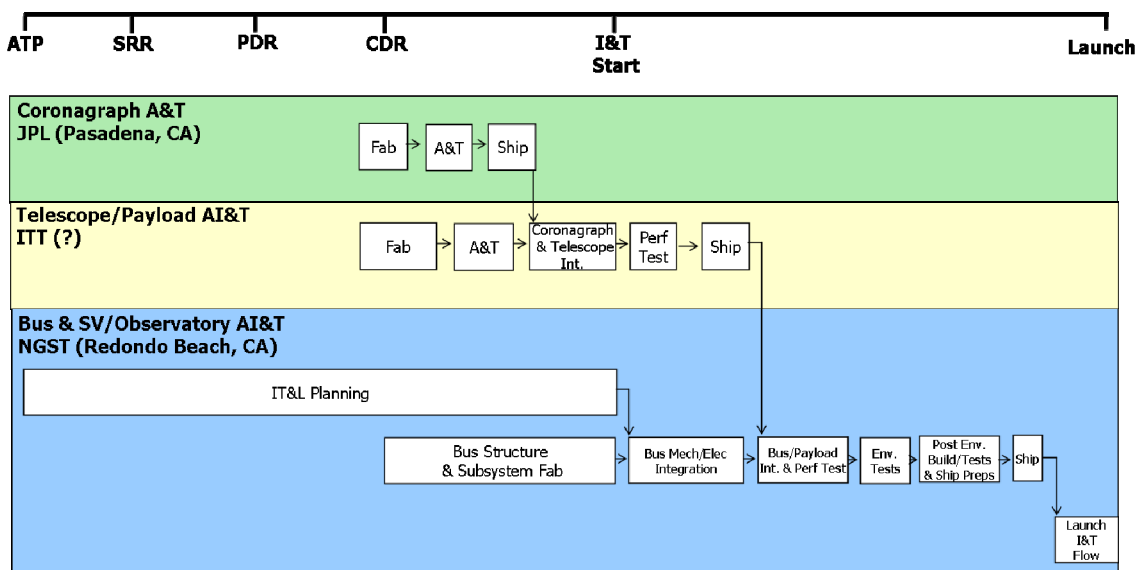 ATP SRR PDR CDR I&T Start Launch
Coronagraph A&T
JPL (Pasadena, CA)
Fab A&T Ship
Telescope/Payload AI&T
ITT (?)
Fab
A&T
Coronagraph
& Telescope
Int.
Perf
Test
Ship
Bus & SV/Observatory AI&T
NGST (Redondo Beach, CA)
IT&L Planning
Bus Structure
& Subsystem Fab
Bus Mech/Elec
Integration
Bus/Payload
Int. & Perf Test
Env.
Tests
Post Env.
Build/Tests
& Ship Preps
Ship
Launch
I&T
Flow